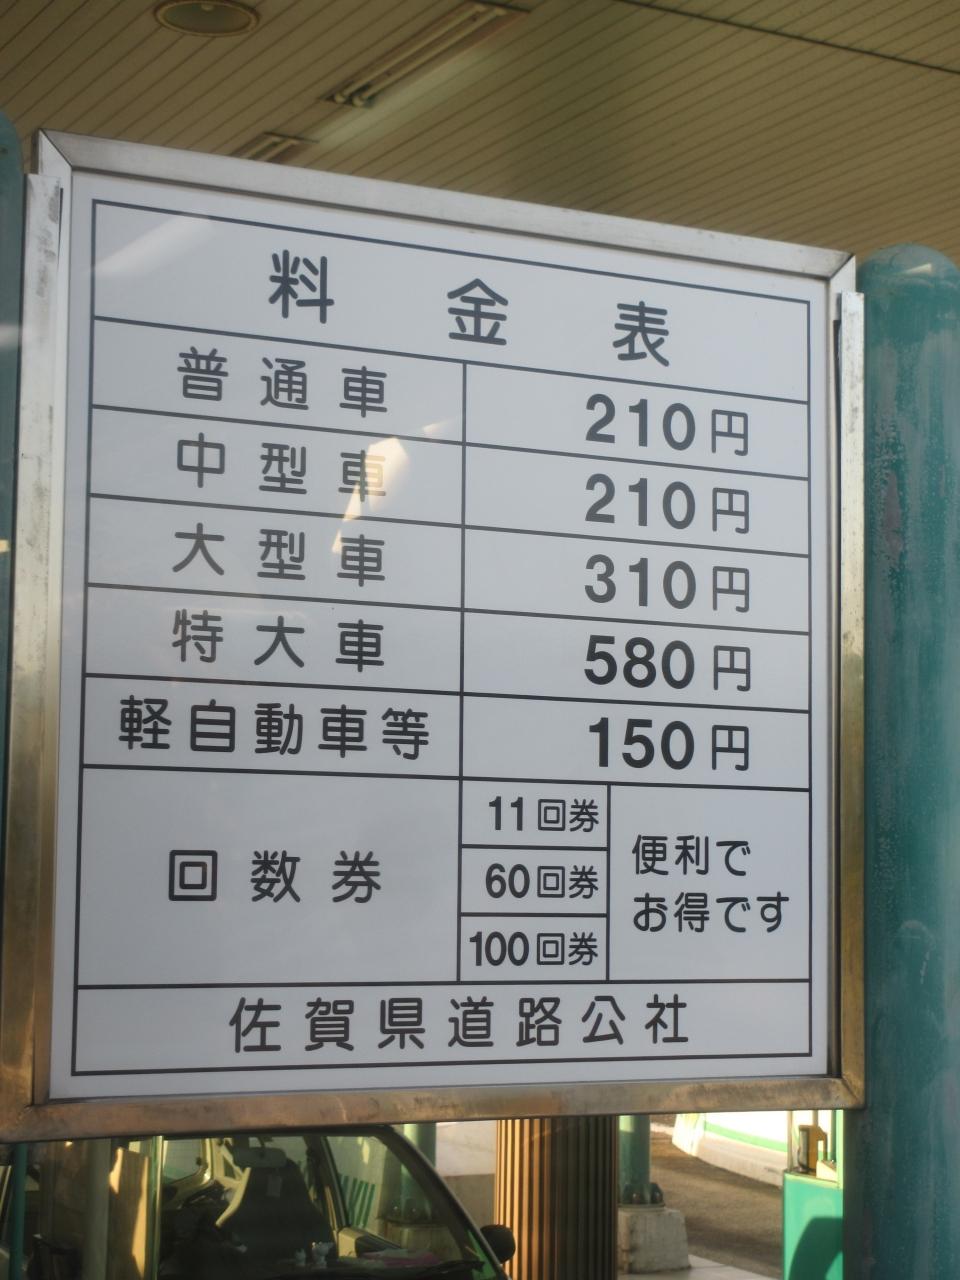 料金表
普通車 210円
中型車 210円
大型車 310円
特大車 580円
軽自動車等 150円
回数券
11回券
60回券
100回券
便利で
お得です
佐賀県道路公社